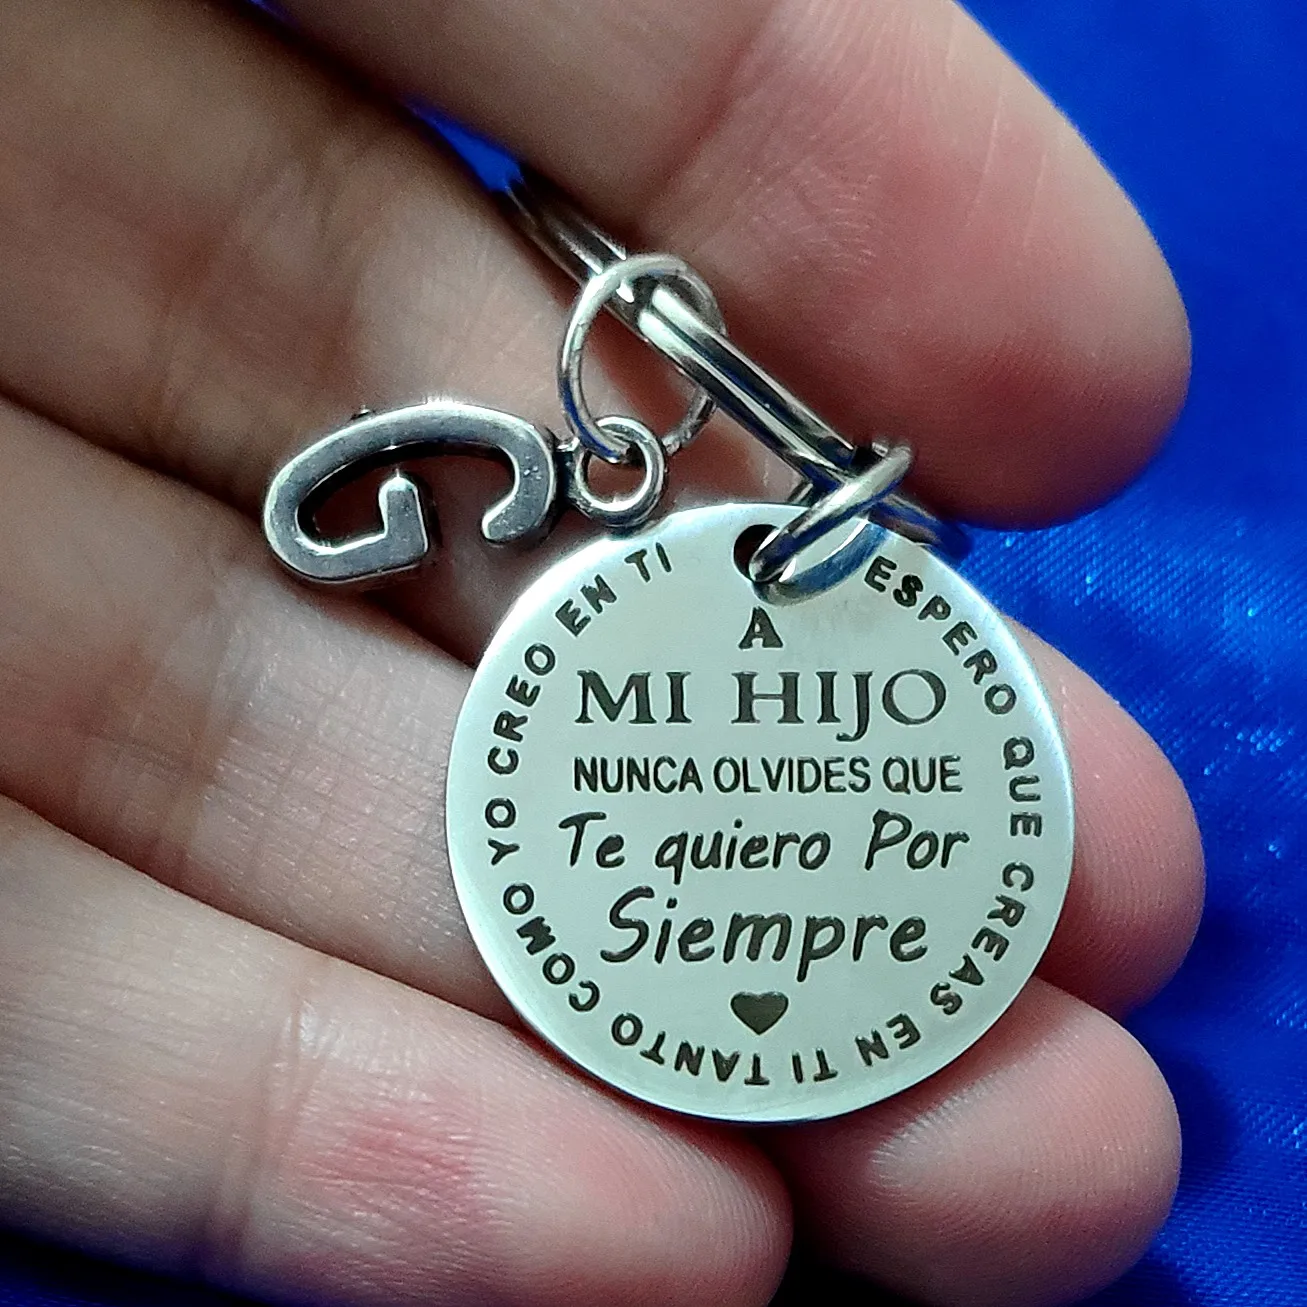 G
A
MI HIJO
NUNCA OLVIDES QUE
Te quiero Por
Siempre
ESPERO QUE CREAS EN TI TANTO COMO YO CREO EN TI